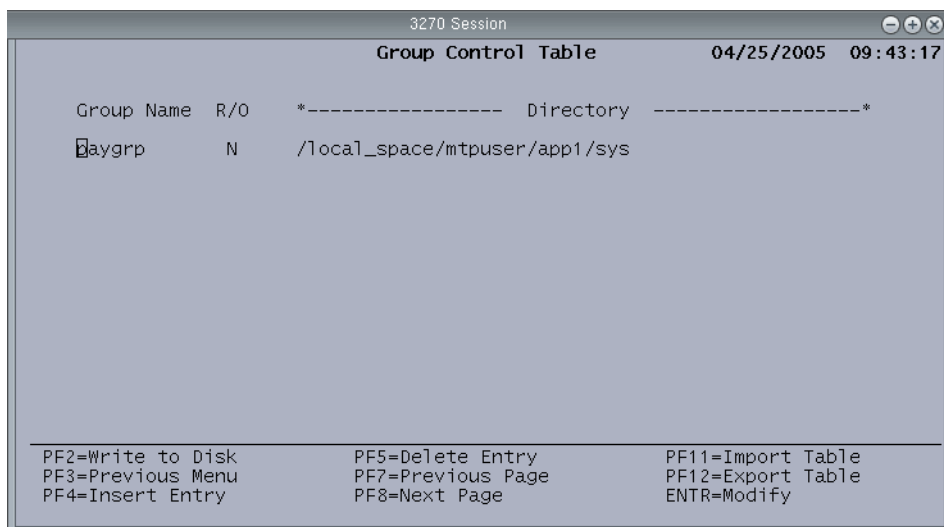 3270 Session
Group Control Table 04/25/2005 09:43:17
Group Name R/O *----------------- Directory ------------------*
paygrp N /local_space/mtpuser/app1/sys
PF2=Write to Disk PF5=Delete Entry PF11=Import Table
PF3=Previous Menu PF7=Previous Page PF12=Export Table
PF4=Insert Entry PF8=Next Page ENTR=Modify